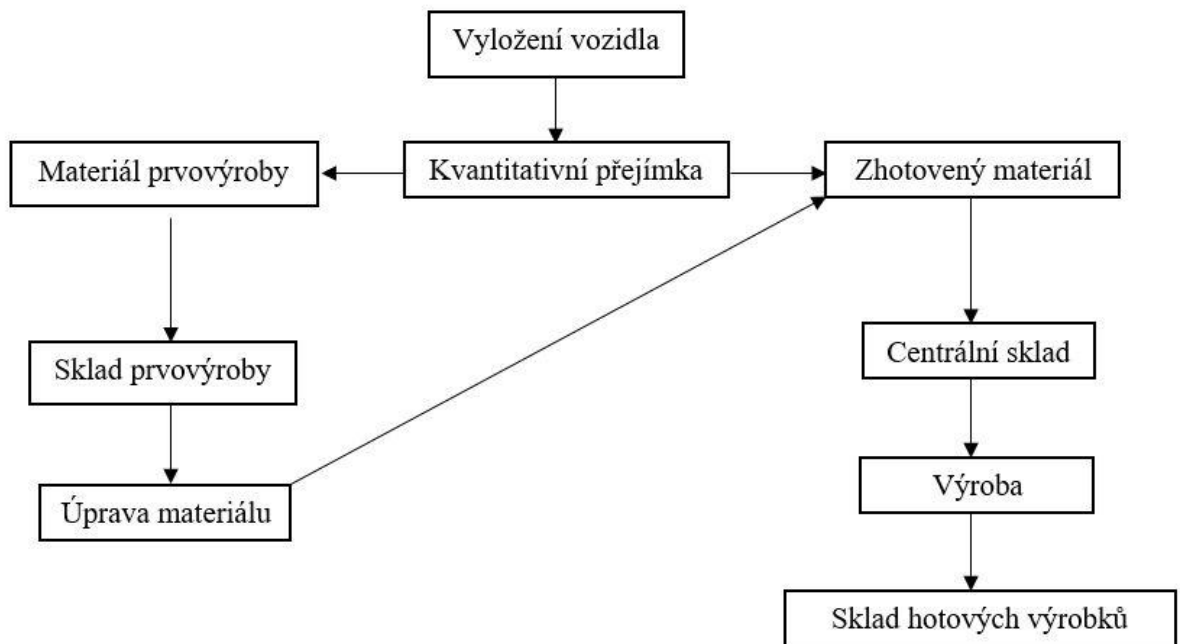 Vyložení vozidla
Materiál prvovýroby
Kvantitativní přejímka
Zhotovený materiál
Sklad prvovýroby
Centrální sklad
Úprava materiálu
Výroba
Sklad hotových výrobků